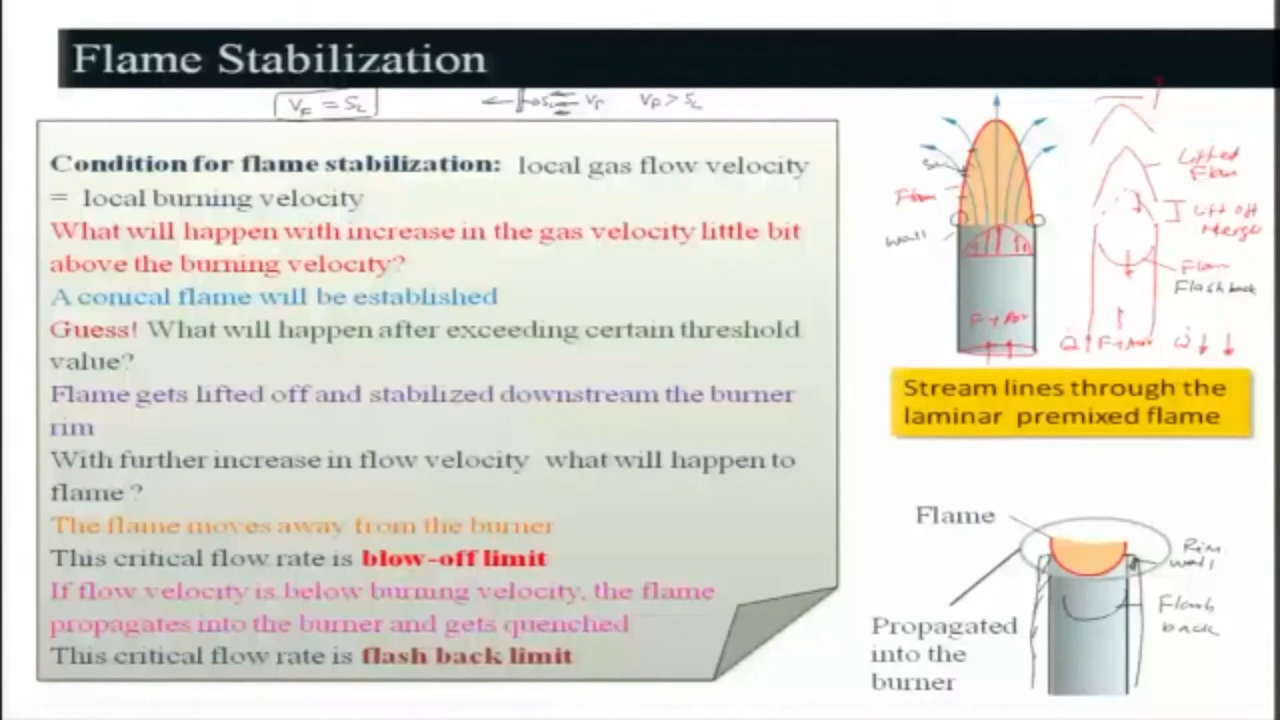 Flame Stabilization
V_F = S_L
S_L V_F V_F > S_L
Condition for flame stabilization: local gas flow velocity
= local burning velocity
What will happen with increase in the gas velocity little bit
above the burning velocity?
A conical flame will be established
Guess! What will happen after exceeding certain threshold
value?
Flame gets lifted off and stabilized downstream the burner
rim
With further increase in flow velocity what will happen to
flame ?
The flame moves away from the burner
This critical flow rate is blow-off limit
If flow velocity is below burning velocity, the flame
propagates into the burner and gets quenched
This critical flow rate is flash back limit
Flam
wall
F+Air
Lifted
Flam
Lift off
Flam
Flash back
F+Air
Stream lines through the
laminar premixed flame
Flame
Rim
wall
Flash
back
Propagated
into the
burner